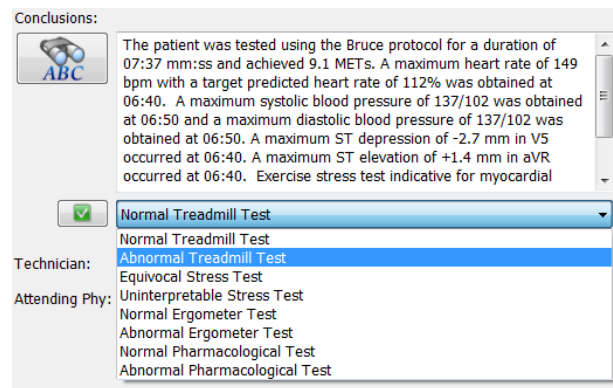 Conclusions:
ABC
The patient was tested using the Bruce protocol for a duration of
07:37 mm:ss and achieved 9.1 METs. A maximum heart rate of 149
bpm with a target predicted heart rate of 112% was obtained at
06:40.  A maximum systolic blood pressure of 137/102 was obtained
at 06:50 and a maximum diastolic blood pressure of 137/102 was
obtained at 06:50. A maximum ST depression of -2.7 mm in V5
occurred at 06:40. A maximum ST elevation of +1.4 mm in aVR
occurred at 06:40.  Exercise stress test indicative for myocardial
Normal Treadmill Test
Normal Treadmill Test
Abnormal Treadmill Test
Technician:
Equivocal Stress Test
Attending Phy:
Uninterpretable Stress Test
Normal Ergometer Test
Abnormal Ergometer Test
Normal Pharmacological Test
Abnormal Pharmacological Test